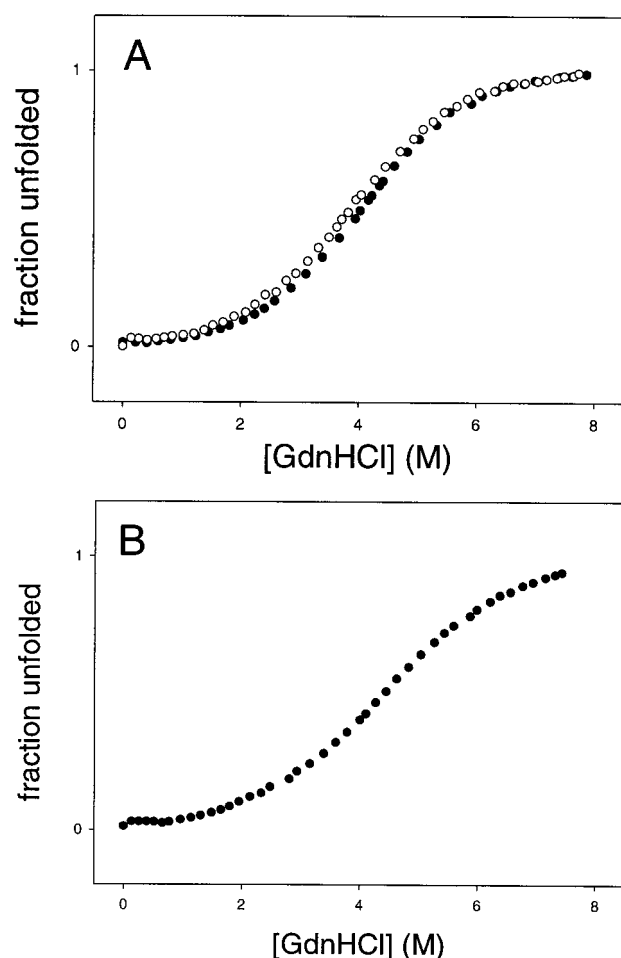 A
1
fraction unfolded
0
0 2 4 6 8
[GdnHCl] (M)
B
1
fraction unfolded
0
0 2 4 6 8
[GdnHCl] (M)